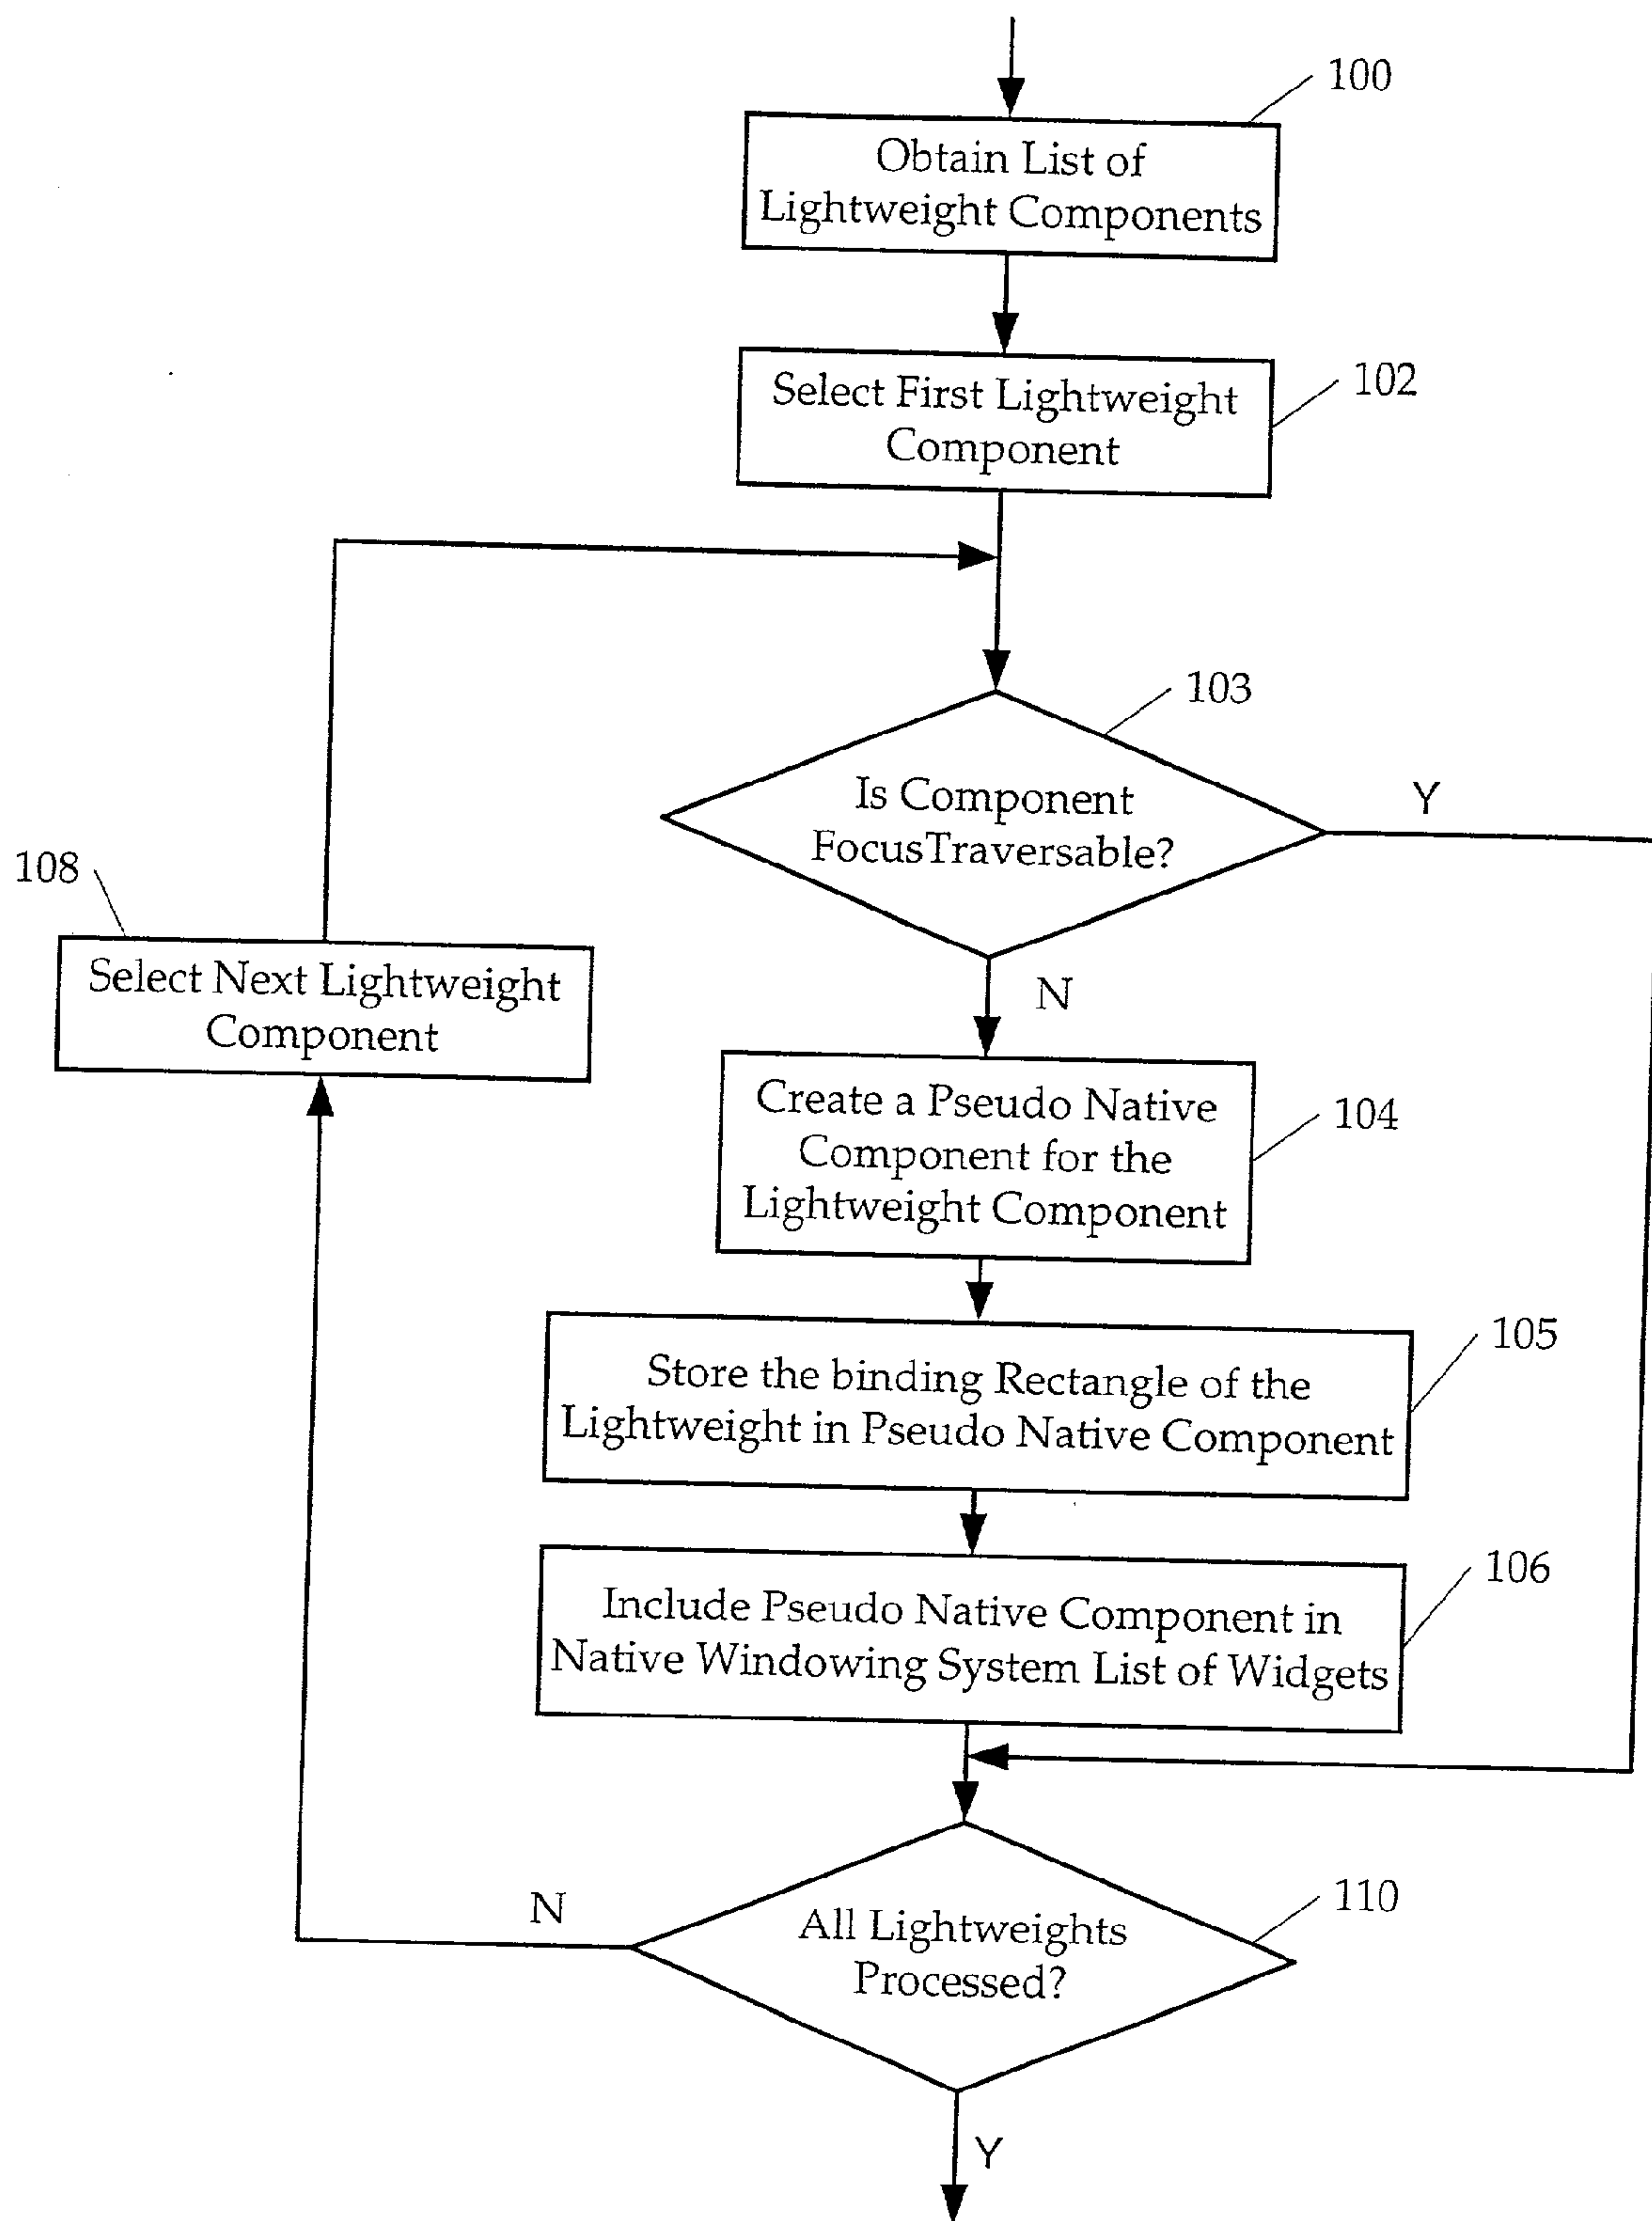 100
Obtain List of
Lightweight Components
102
Select First Lightweight
Component
103
Is Component
FocusTraversable?
Y
108
Select Next Lightweight
Component
N
104
Create a Pseudo Native
Component for the
Lightweight Component
105
Store the binding Rectangle of the
Lightweight in Pseudo Native Component
106
Include Pseudo Native Component in
Native Windowing System List of Widgets
110
N
All Lightweights
Processed?
Y